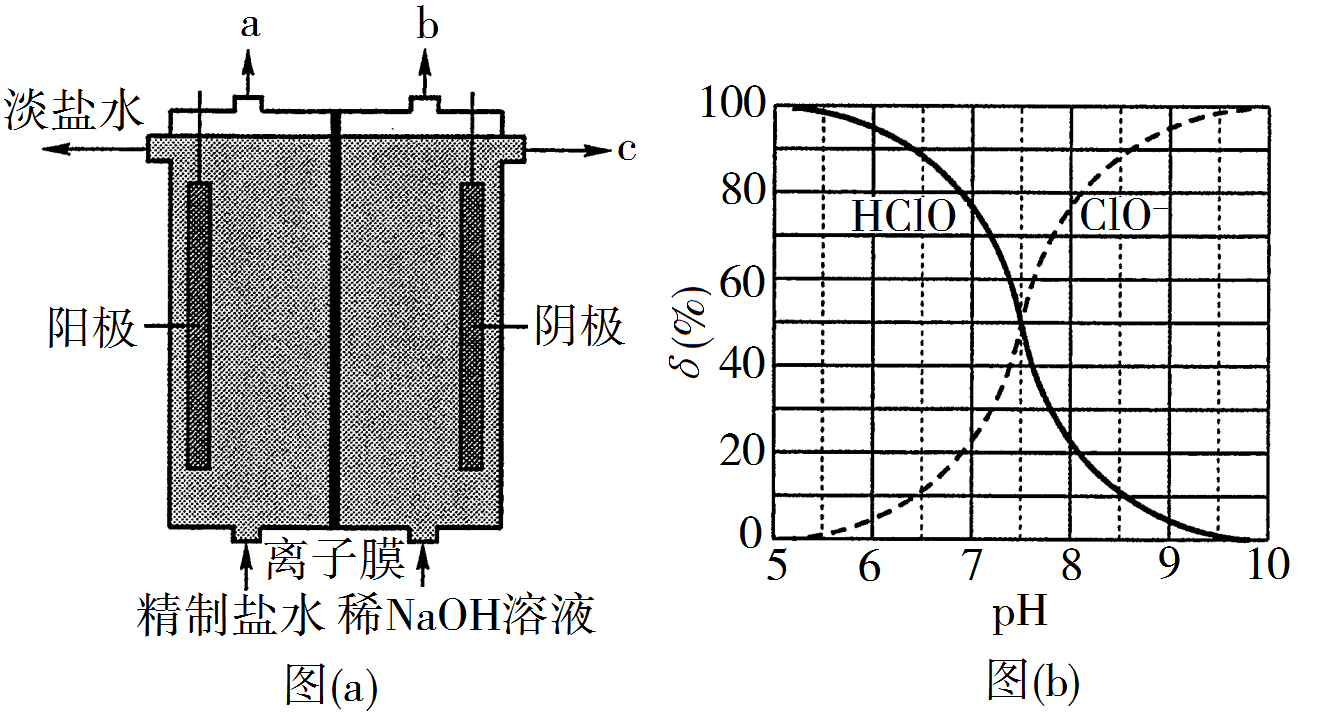 a
b
淡盐水
c
阳极
阴极
离子膜
精制盐水 稀NaOH溶液
图(a)
100
80
60
40
20
0
δ(%)
HClO
ClO⁻
5 6 7 8 9 10
pH
图(b)